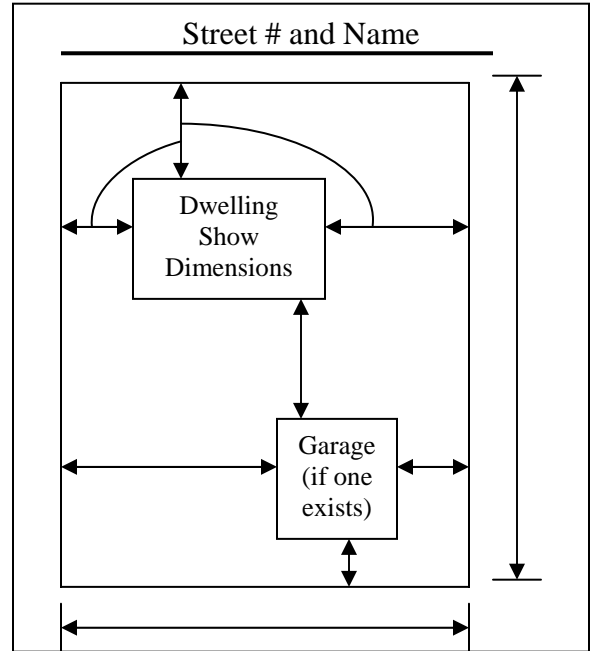 Street # and Name
Dwelling
Show
Dimensions
Garage
(if one
exists)